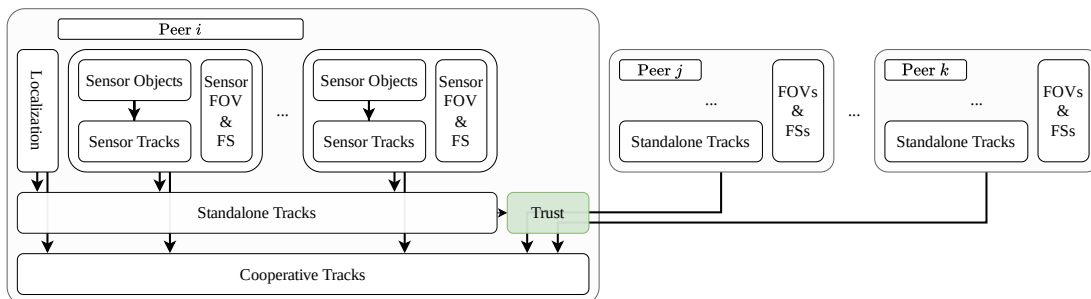 Peer i
Localization
Sensor Objects
Sensor Tracks
Sensor
FOV
&
FS
...
Sensor Objects
Sensor Tracks
Sensor
FOV
&
FS
Peer j
...
Standalone Tracks
FOVs
&
FSs
...
Peer k
...
Standalone Tracks
FOVs
&
FSs
Standalone Tracks
Trust
Cooperative Tracks